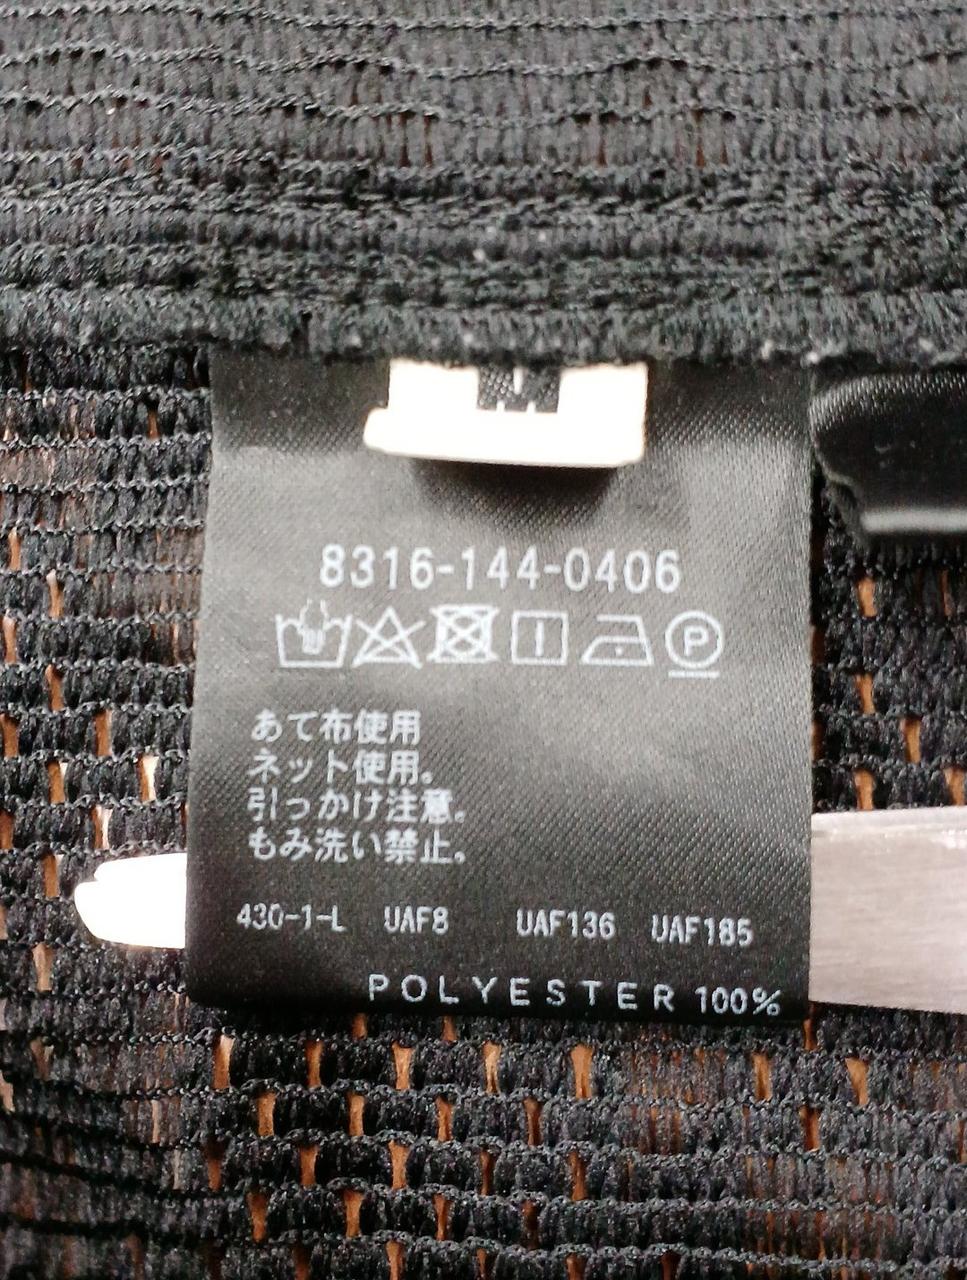 8316-144-0406
P
あて布使用
ネット使用。
引っかけ注意。
もみ洗い禁止。
430-1-L UAF8 UAF136 UAF185
POLYESTER 100%